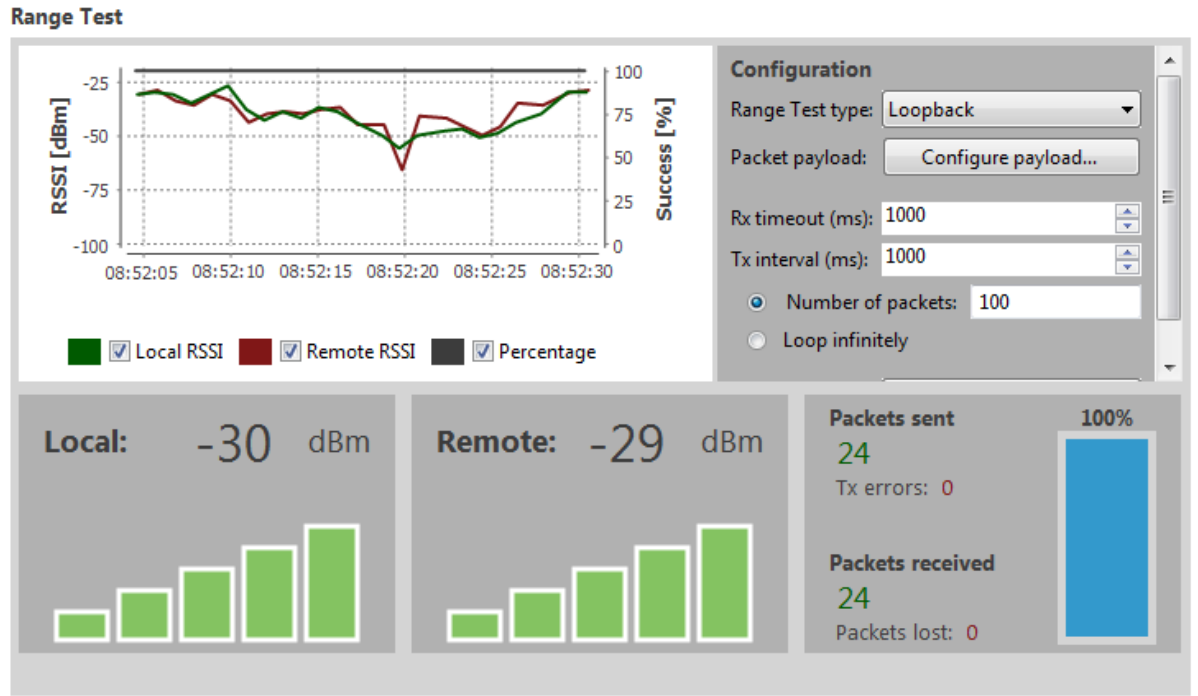 Range Test
-25
-50
-75
-100
RSSI [dBm]
100
75
50
25
0
Success [%]
08:52:05 08:52:10 08:52:15 08:52:20 08:52:25 08:52:30
Local RSSI Remote RSSI Percentage
Configuration
Range Test type: Loopback
Packet payload: Configure payload...
Rx timeout (ms): 1000
Tx interval (ms): 1000
Number of packets: 100
Loop infinitely
Local: -30 dBm
Remote: -29 dBm
Packets sent
24
Tx errors: 0
Packets received
24
Packets lost: 0
100%